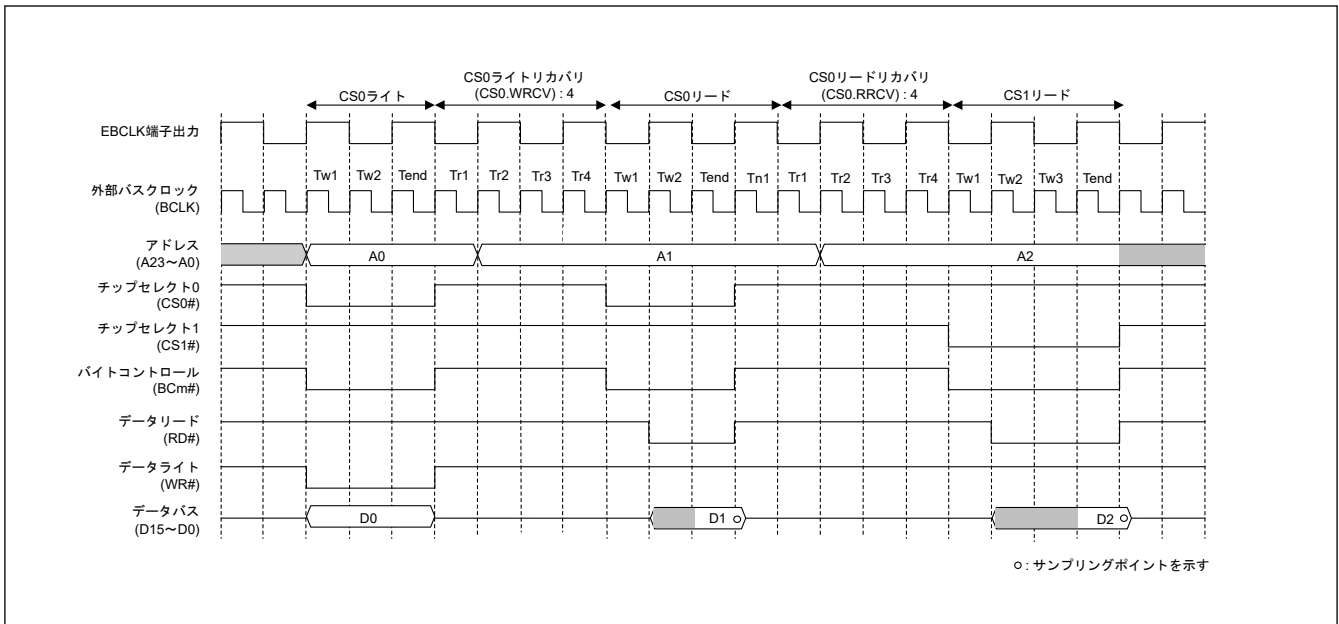 CS0ライト
CS0ライトリカバリ
(CS0.WRCV) : 4
CS0リード
CS0リードリカバリ
(CS0.RRCV) : 4
CS1リード
EBCLK端子出力
Tw1 Tw2 Tend Tr1 Tr2 Tr3 Tr4 Tw1 Tw2 Tend Tn1 Tr1 Tr2 Tr3 Tr4 Tw1 Tw2 Tw3 Tend
外部バスクロック
(BCLK)
アドレス
(A23～A0)
A0 A1 A2
チップセレクト0
(CS0#)
チップセレクト1
(CS1#)
バイトコントロール
(BCm#)
データリード
(RD#)
データライト
(WR#)
データバス
(D15～D0)
D0 D1 D2
○ : サンプリングポイントを示す